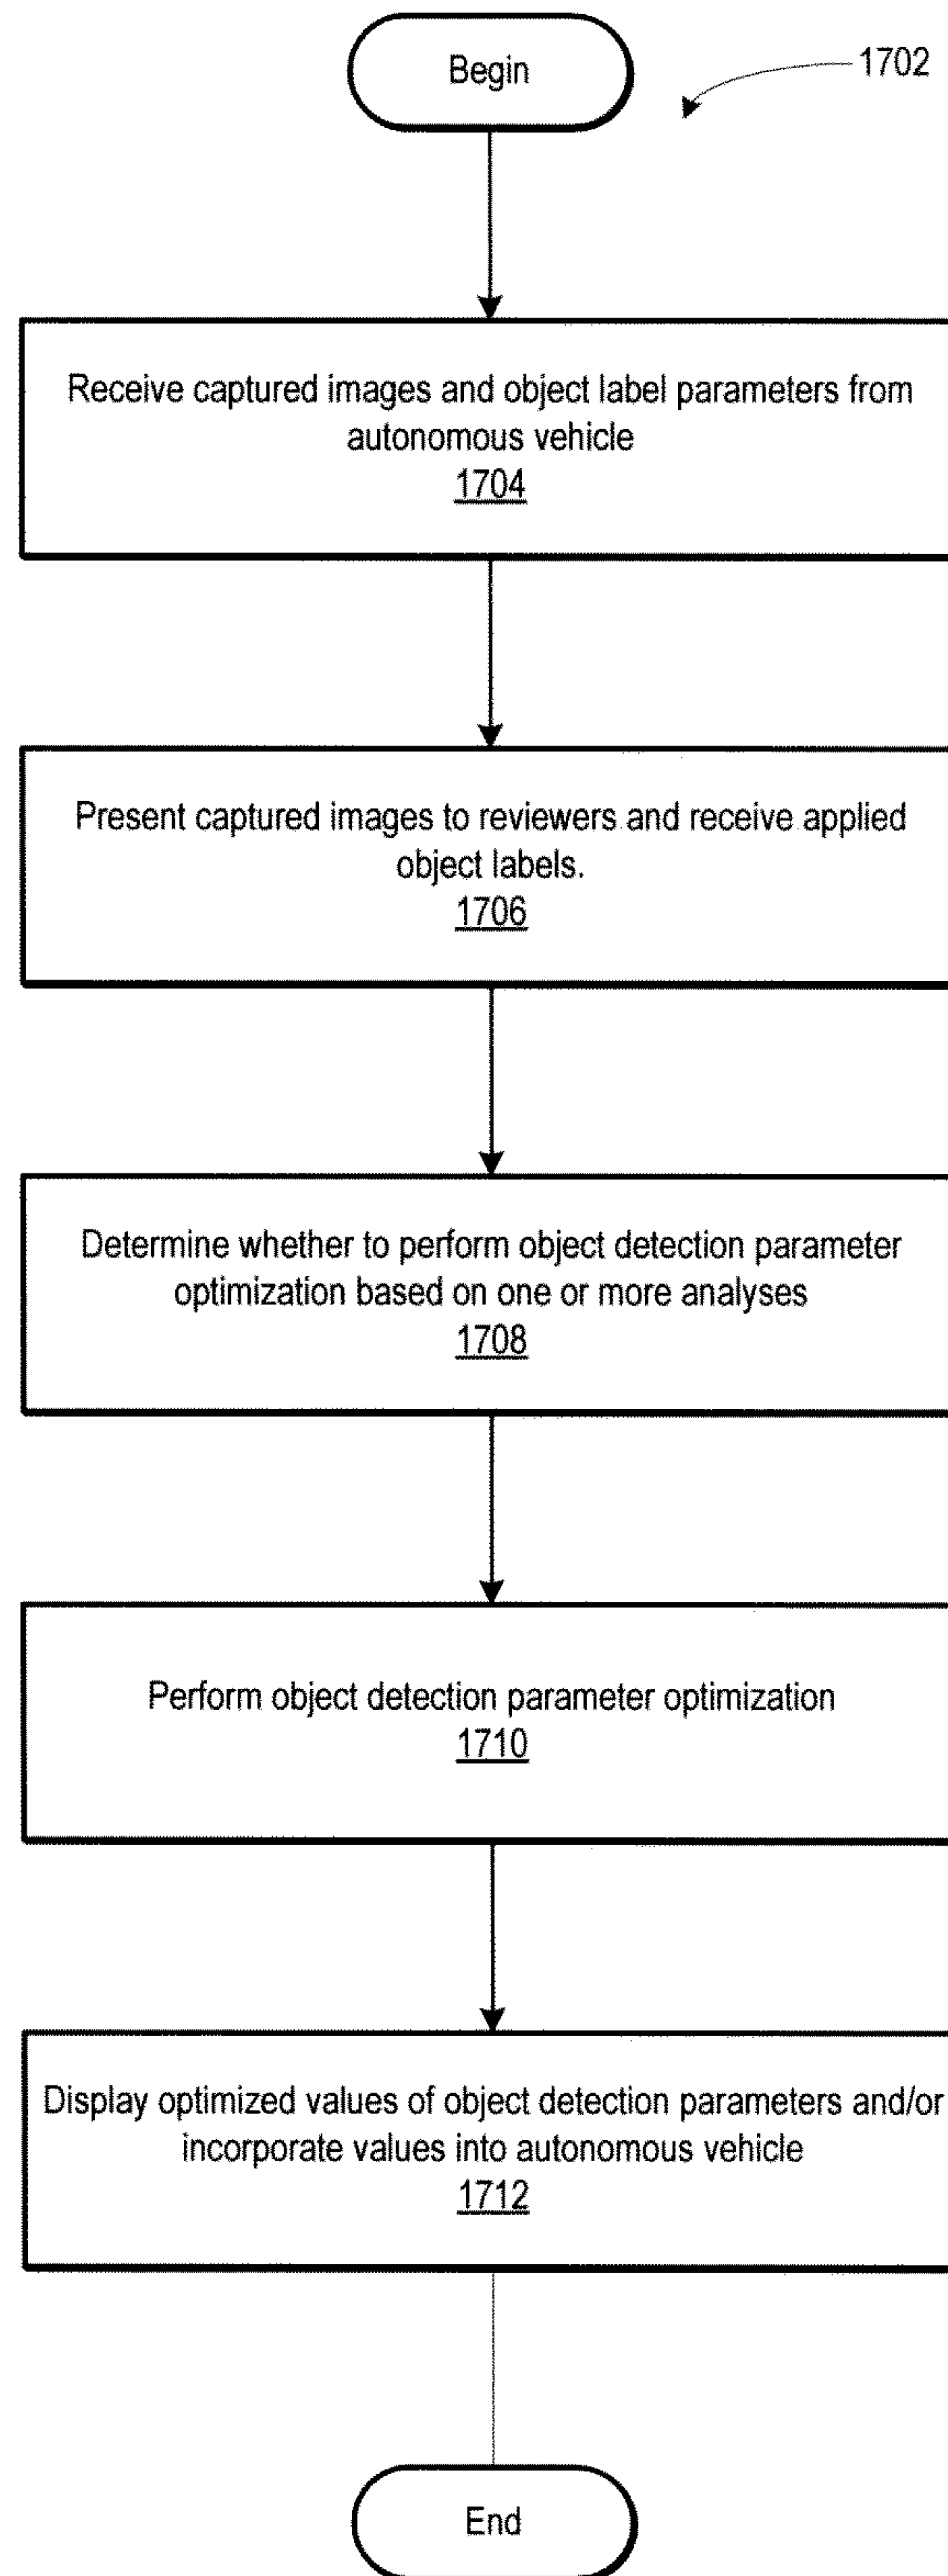 Begin
1702
Receive captured images and object label parameters from
autonomous vehicle
1704
Present captured images to reviewers and receive applied
object labels.
1706
Determine whether to perform object detection parameter
optimization based on one or more analyses
1708
Perform object detection parameter optimization
1710
Display optimized values of object detection parameters and/or
incorporate values into autonomous vehicle
1712
End